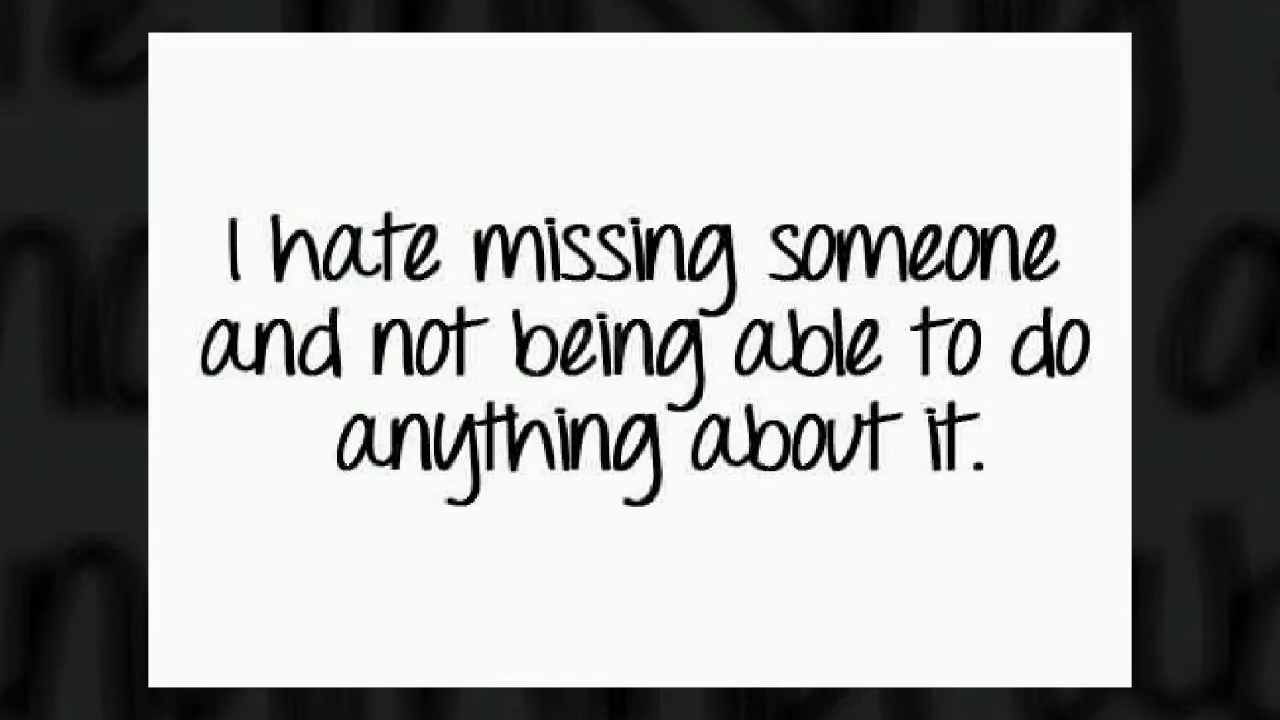 I hate missing someone
and not being able to do
anything about it.